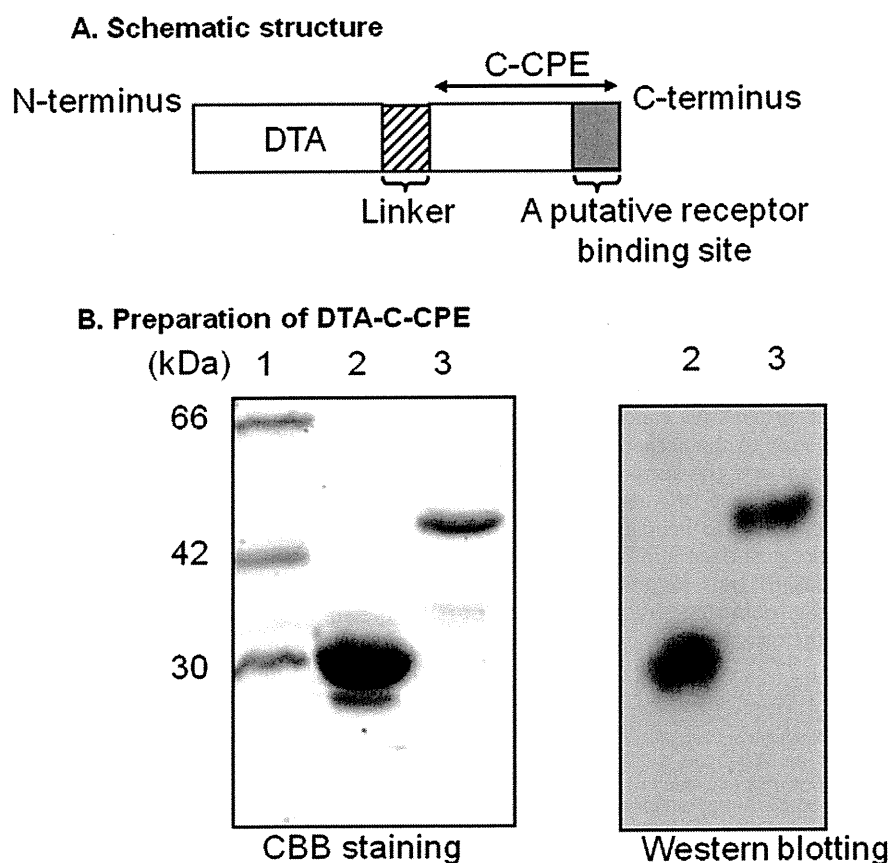 A. Schematic structure
C-CPE
N-terminus
C-terminus
DTA
Linker
A putative receptor
binding site
B. Preparation of DTA-C-CPE
(kDa) 1 2 3
2 3
66
42
30
CBB staining
Western blotting